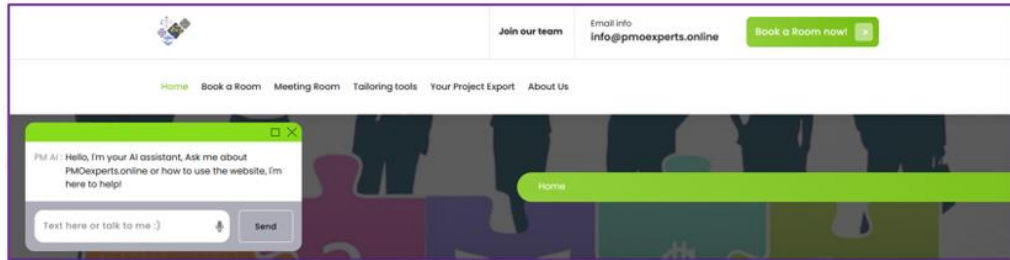 Join our team
Email info
info@pmoexperts.online
Book a Room now!
Home Book a Room Meeting Room Tailoring tools Your Project Export About Us
PM AI : Hello, I'm your AI assistant, Ask me about
PMOexperts.online or how to use the website, I'm
here to help!
Home
Text here or talk to me :)
Send